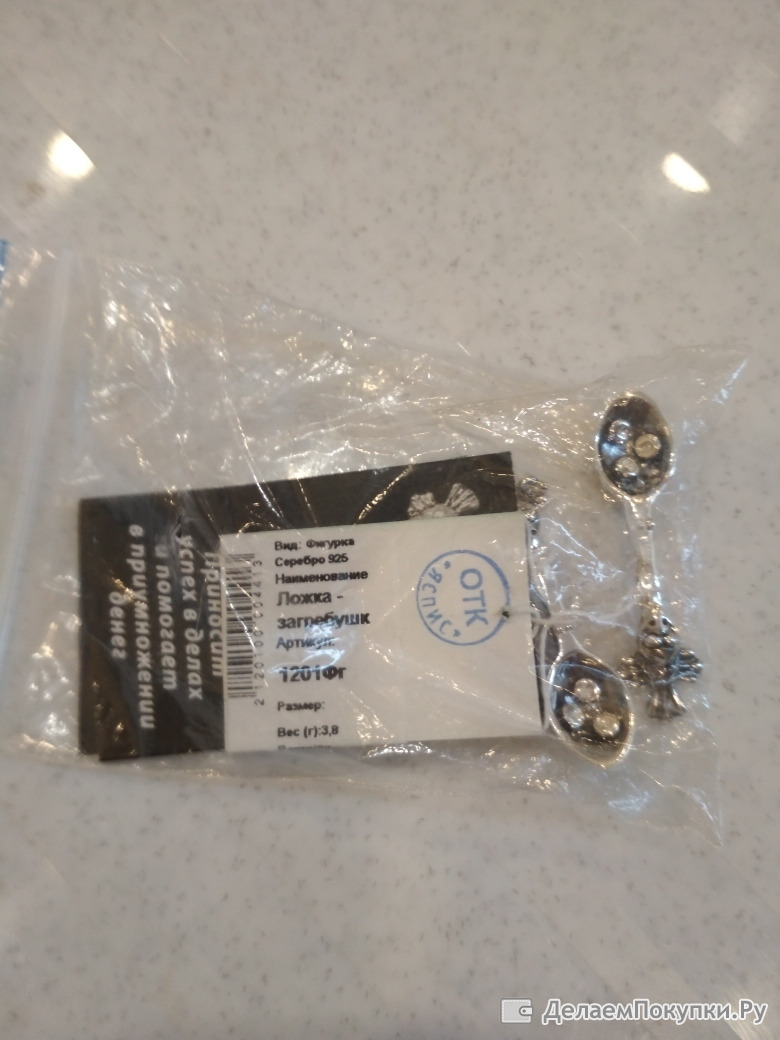 приносит
успех в делах
и помогает
в приумножении
денег
Вид: Фигурка
Серебро 925
Наименование
Ложка -
загребушк
Артикул:
1201Фг
Размер:
Вес (г):3,8
ОТК
ДелаемПокупки.Ру